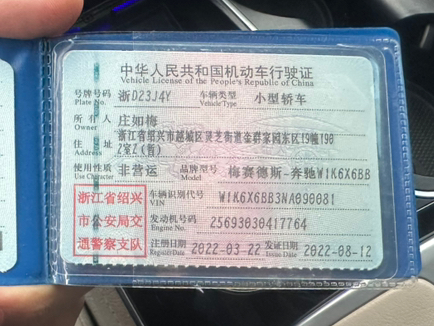 中华人民共和国机动车行驶证
Vehicle License of the People's Republic of China
号牌号码 浙D23J4Y 车辆类型 小型轿车
Plate No. Vehicle Type
所有人 庄如梅
Owner
住址 浙江省绍兴市越城区灵芝街道金群家园东区19幢190
Address 2室Z(暂)
使用性质 非营运 品牌型号 梅赛德斯-奔驰W1K6X6BB
Use Character Model
车辆识别代号 W1K6X6BB3NA090081
VIN
发动机号码 25693030417764
Engine No.
注册日期 2022-03-22 发证日期 2022-08-12
Register Date Issue Date
浙江省绍兴
市公安局交
通警察支队